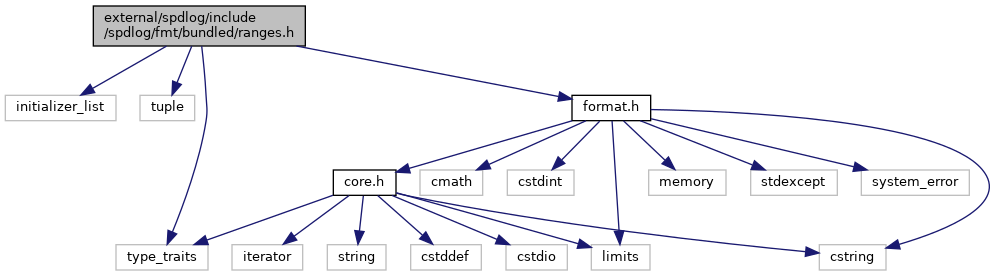 external/spdlog/include
/spdlog/fmt/bundled/ranges.h
initializer_list
tuple
format.h
core.h
cmath
cstdint
memory
stdexcept
system_error
type_traits
iterator
string
cstddef
cstdio
limits
cstring